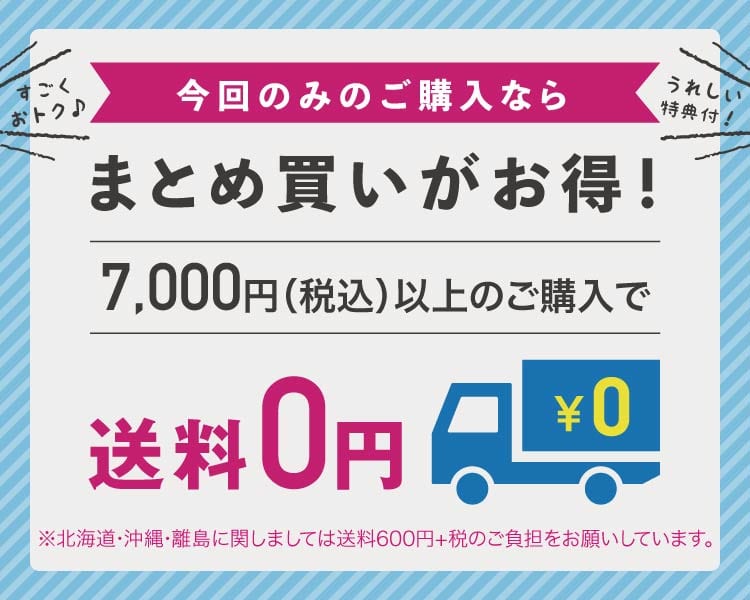 すごく
おトク♪
今回のみのご購入なら
うれしい
特典付!
まとめ買いがお得!
7,000円(税込)以上のご購入で
送料0円
¥0
※北海道・沖縄・離島に関しましては送料600円+税のご負担をお願いしています。